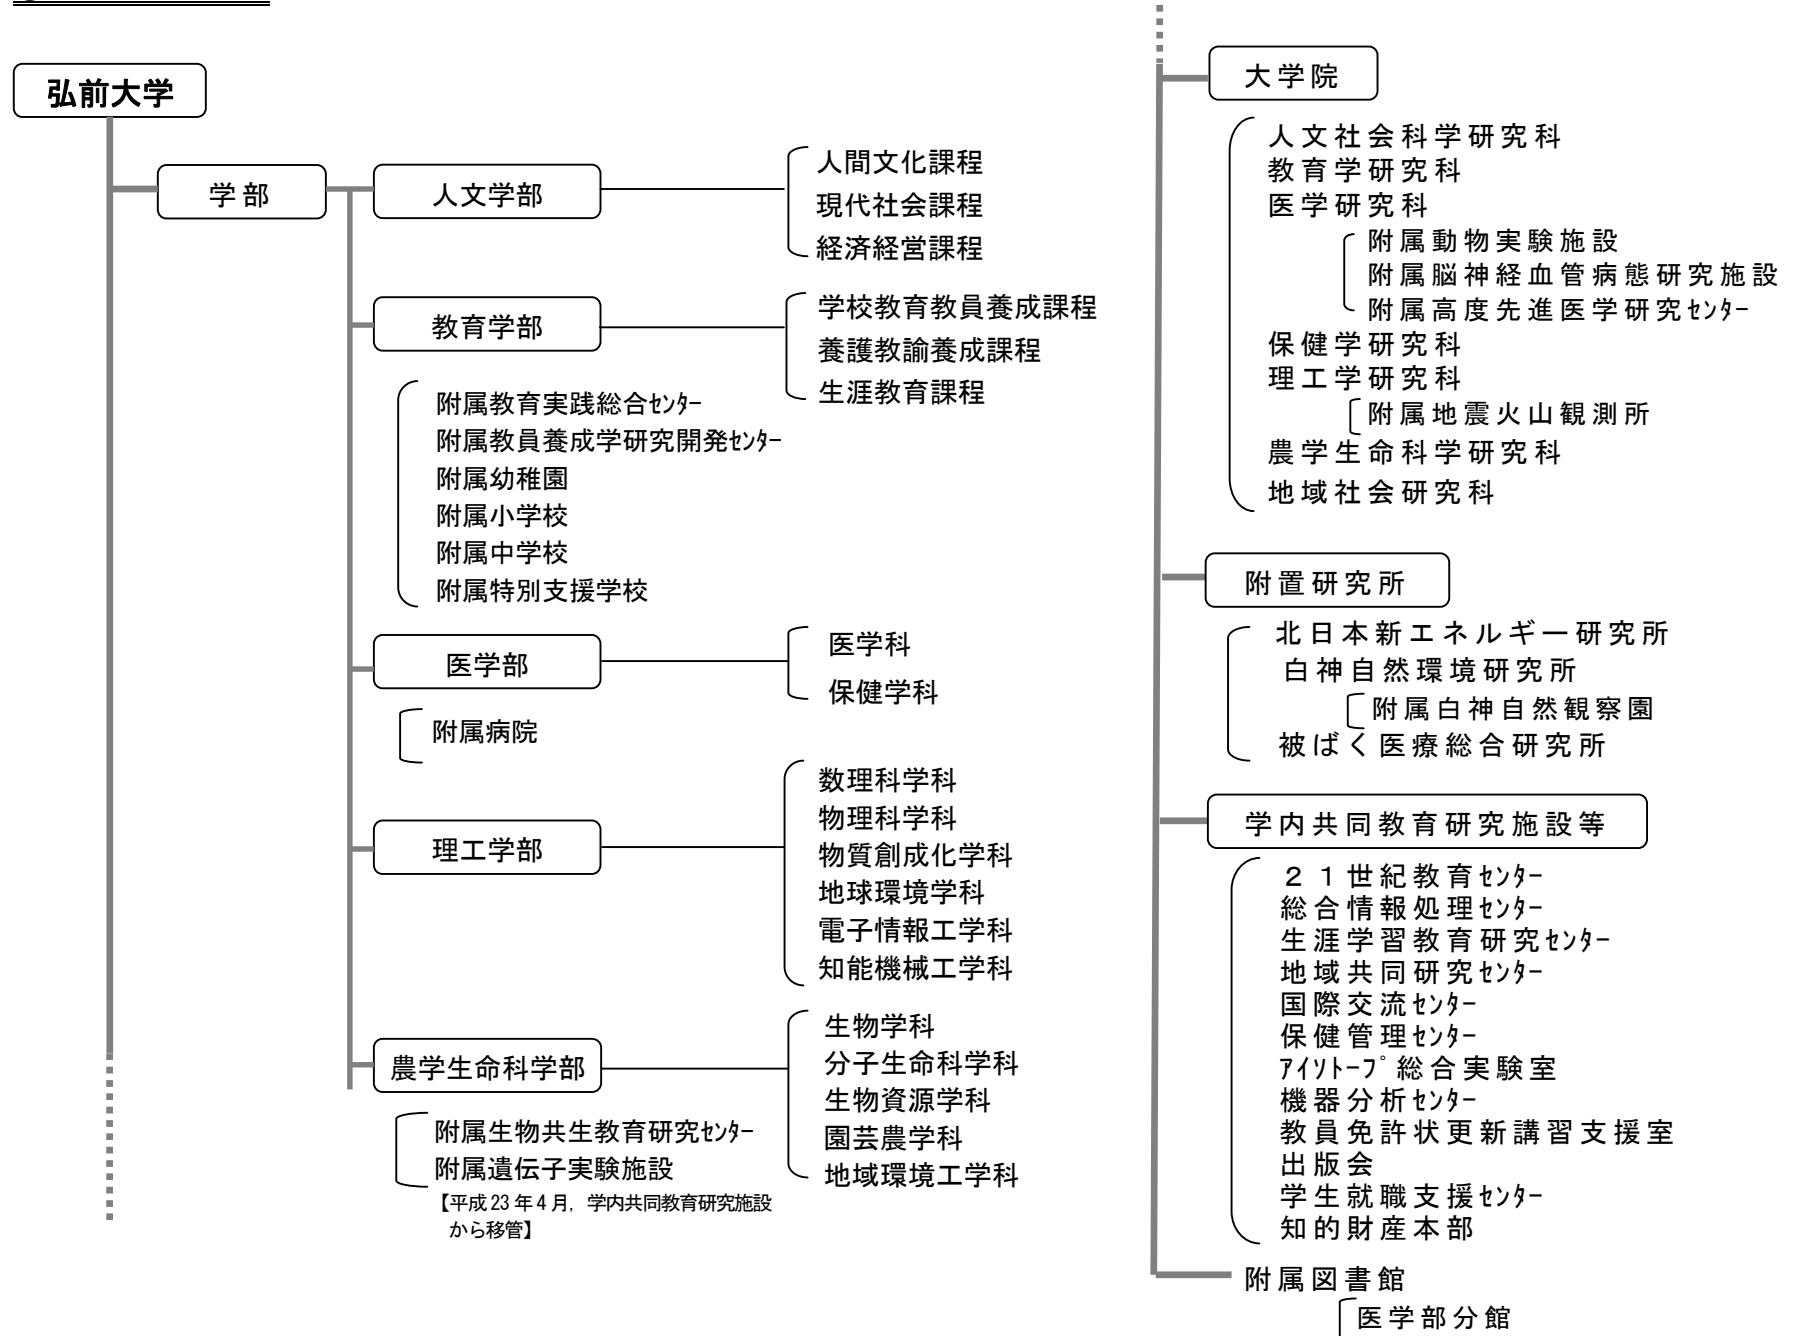 弘前大学
学部
人文学部
人間文化課程
現代社会課程
経済経営課程
教育学部
学校教育教員養成課程
養護教諭養成課程
生涯教育課程
附属教育実践総合ｾﾝﾀｰ
附属教員養成学研究開発ｾﾝﾀｰ
附属幼稚園
附属小学校
附属中学校
附属特別支援学校
医学部
医学科
保健学科
附属病院
理工学部
数理科学科
物理科学科
物質創成化学科
地球環境学科
電子情報工学科
知能機械工学科
農学生命科学部
生物学科
分子生命科学科
生物資源学科
園芸農学科
地域環境工学科
附属生物共生教育研究ｾﾝﾀｰ
附属遺伝子実験施設
【平成23年4月，学内共同教育研究施設
から移管】
大学院
人文社会科学研究科
教育学研究科
医学研究科
附属動物実験施設
附属脳神経血管病態研究施設
附属高度先進医学研究ｾﾝﾀｰ
保健学研究科
理工学研究科
附属地震火山観測所
農学生命科学研究科
地域社会研究科
附置研究所
北日本新エネルギー研究所
白神自然環境研究所
附属白神自然観察園
被ばく医療総合研究所
学内共同教育研究施設等
２１世紀教育ｾﾝﾀｰ
総合情報処理ｾﾝﾀｰ
生涯学習教育研究ｾﾝﾀｰ
地域共同研究ｾﾝﾀｰ
国際交流ｾﾝﾀｰ
保健管理ｾﾝﾀｰ
ｱｲｿﾄｰﾌﾟ総合実験室
機器分析ｾﾝﾀｰ
教員免許状更新講習支援室
出版会
学生就職支援ｾﾝﾀｰ
知的財産本部
附属図書館
医学部分館